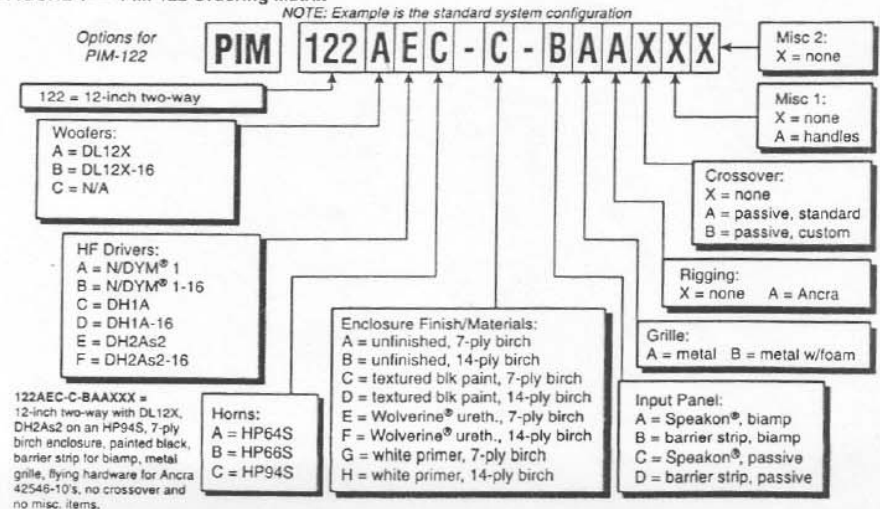 NOTE: Example is the standard system configuration
Options for
PIM-122
PIM 122AEC-C-BAAXXX
122 = 12-inch two-way
Woofers:
A = DL12X
B = DL12X-16
C = N/A
HF Drivers:
A = N/DYM® 1
B = N/DYM® 1-16
C = DH1A
D = DH1A-16
E = DH2As2
F = DH2As2-16
122AEC-C-BAAXXX =
12-inch two-way with DL12X,
DH2As2 on an HP94S, 7-ply
birch enclosure, painted black,
barrier strip for biamp, metal
grille, flying hardware for Ancra
42546-10's, no crossover and
no misc. items.
Horns:
A = HP64S
B = HP66S
C = HP94S
Enclosure Finish/Materials:
A = unfinished, 7-ply birch
B = unfinished, 14-ply birch
C = textured blk paint, 7-ply birch
D = textured blk paint, 14-ply birch
E = Wolverine® ureth., 7-ply birch
F = Wolverine® ureth., 14-ply birch
G = white primer, 7-ply birch
H = white primer, 14-ply birch
Misc 2:
X = none
Misc 1:
X = none
A = handles
Crossover:
X = none
A = passive, standard
B = passive, custom
Rigging:
X = none A = Ancra
Grille:
A = metal B = metal w/foam
Input Panel:
A = Speakon®, biamp
B = barrier strip, biamp
C = Speakon®, passive
D = barrier strip, passive